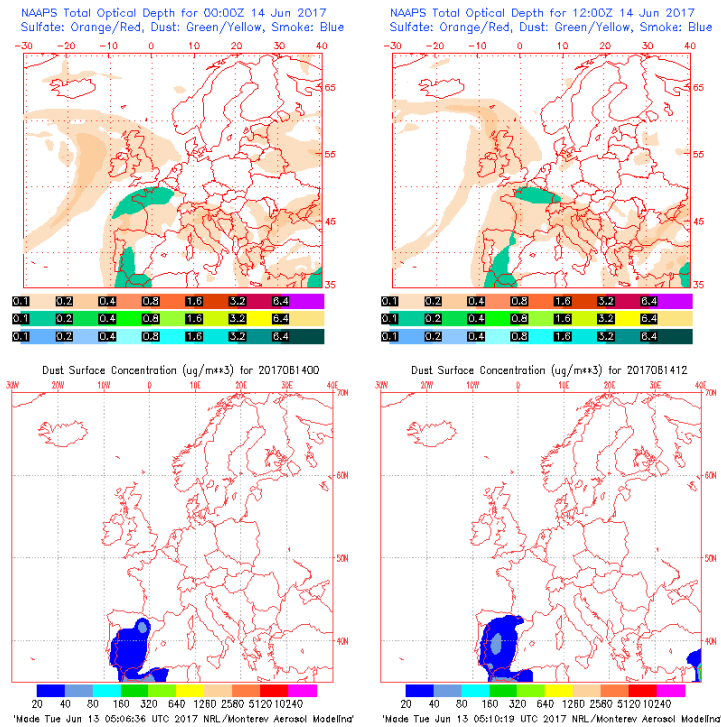 NAAPS Total Optical Depth for 00:00Z 14 Jun 2017
Sulfate: Orange/Red, Dust: Green/Yellow, Smoke: Blue
-30 -20 -10 0 10 20 30 40
65
55
45
35
0.1 0.2 0.4 0.8 1.6 3.2 6.4
0.1 0.2 0.4 0.8 1.6 3.2 6.4
0.1 0.2 0.4 0.8 1.6 3.2 6.4
NAAPS Total Optical Depth for 12:00Z 14 Jun 2017
Sulfate: Orange/Red, Dust: Green/Yellow, Smoke: Blue
-30 -20 -10 0 10 20 30 40
65
55
45
35
0.1 0.2 0.4 0.8 1.6 3.2 6.4
0.1 0.2 0.4 0.8 1.6 3.2 6.4
0.1 0.2 0.4 0.8 1.6 3.2 6.4
Dust Surface Concentration (ug/m**3) for 2017061400
30W 20W 10W 0 10E 20E 30E 40E
70N
60N
50N
40N
20 40 80 160 320 640 1280 2560 5120 10240
'Made Tue Jun 13 05:06:36 UTC 2017 NRL/Monterey Aerosol Modeling'
Dust Surface Concentration (ug/m**3) for 2017061412
30W 20W 10W 0 10E 20E 30E 40E
70N
60N
50N
40N
20 40 80 160 320 640 1280 2560 5120 10240
'Made Tue Jun 13 05:10:19 UTC 2017 NRL/Monterey Aerosol Modeling'